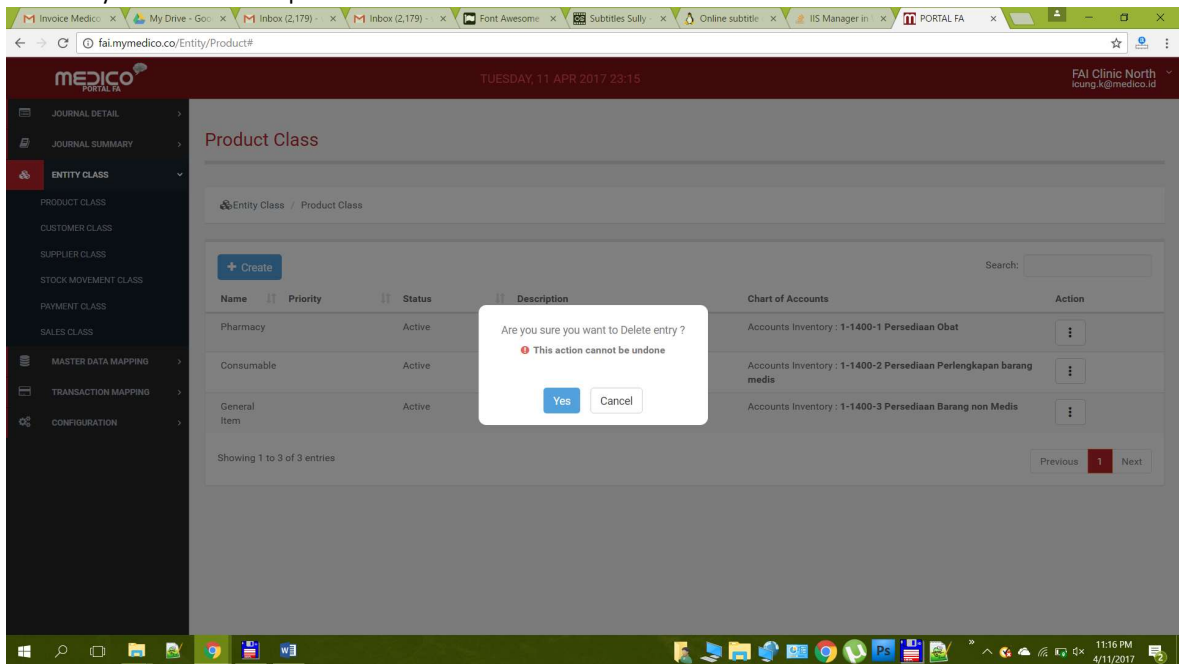 Invoice Medico
My Drive - Goo
Inbox (2,179) -
Inbox (2,179) -
Font Awesome
Subtitles Sully -
Online subtitle
IIS Manager in
PORTAL FA
fai.mymedico.co/Entity/Product#
MEDICO
PORTAL FA
TUESDAY, 11 APR 2017 23:15
FAI Clinic North
icung.k@medico.id
JOURNAL DETAIL
JOURNAL SUMMARY
ENTITY CLASS
PRODUCT CLASS
CUSTOMER CLASS
SUPPLIER CLASS
STOCK MOVEMENT CLASS
PAYMENT CLASS
SALES CLASS
MASTER DATA MAPPING
TRANSACTION MAPPING
CONFIGURATION
Product Class
Entity Class / Product Class
+ Create
Search:
Name Priority Status Description Chart of Accounts Action
Pharmacy Active Accounts Inventory : 1-1400-1 Persediaan Obat
Consumable Active Accounts Inventory : 1-1400-2 Persediaan Perlengkapan barang
medis
General Active Accounts Inventory : 1-1400-3 Persediaan Barang non Medis
Item
Showing 1 to 3 of 3 entries
Previous 1 Next
Are you sure you want to Delete entry ?
This action cannot be undone
Yes Cancel
Ps
11:16 PM
4/11/2017
2